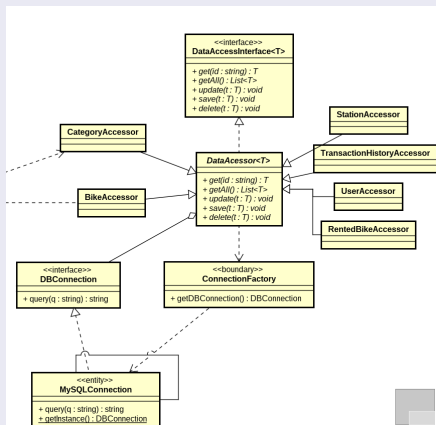 <<interface>>
DataAccessInterface<T>
+ get(id : string) : T
+ getAll() : List<T>
+ update(t : T) : void
+ save(t : T) : void
+ delete(t : T) : void
CategoryAccessor
StationAccessor
TransactionHistoryAccessor
DataAcessor<T>
+ get(id : string) : T
+ getAll() : List<T>
+ update(t : T) : void
+ save(t : T) : void
+ delete(t : T) : void
BikeAccessor
UserAccessor
RentedBikeAccessor
<<interface>>
DBConnection
+ query(q : string) : string
<<boundary>>
ConnectionFactory
+ getDBConnection() : DBConnection
<<entity>>
MySQLConnection
+ query(q : string) : string
+ getInstance() : DBConnection